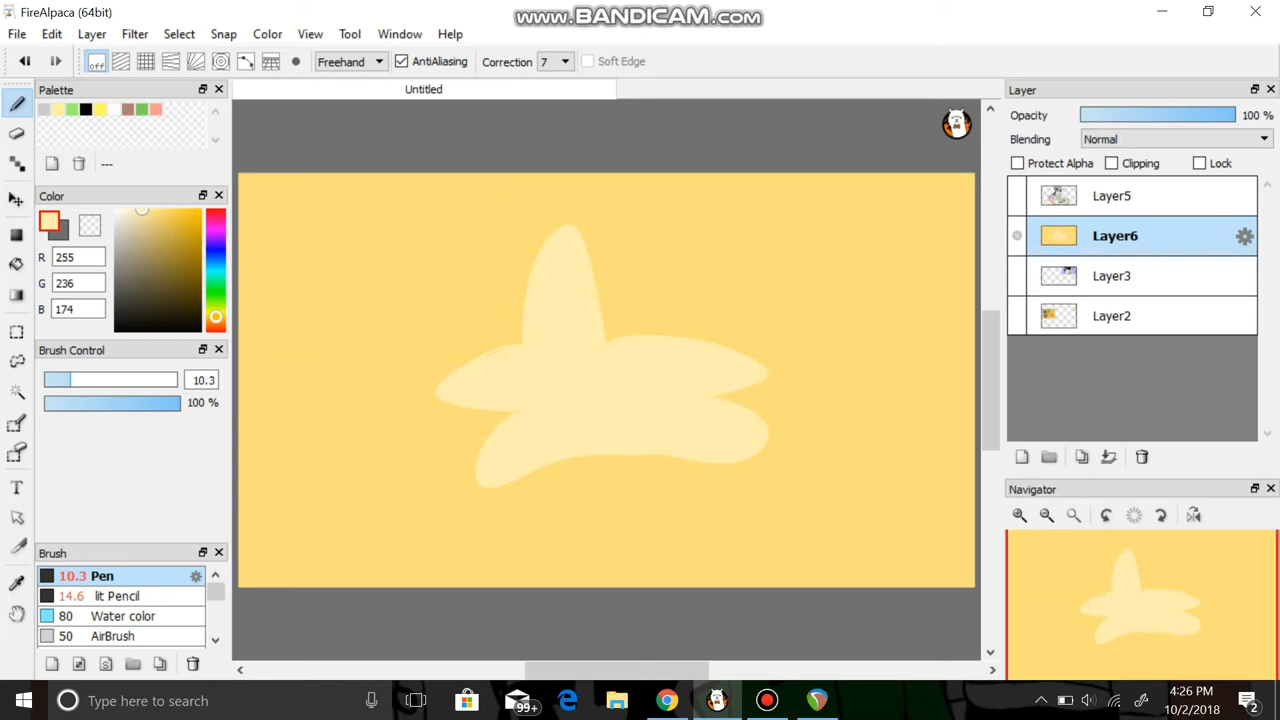 FireAlpaca (64bit)
www.BANDICAM.com
File Edit Layer Filter Select Snap Color View Tool Window Help
off Freehand AntiAliasing Correction 7 Soft Edge
Palette
Untitled
Layer
Opacity 100 %
Blending Normal
Protect Alpha Clipping Lock
---
Color
Layer5
R 255
Layer6
G 236
Layer3
B 174
Layer2
Brush Control
10.3
100 %
Navigator
Brush
10.3 Pen
14.6 lit Pencil
80 Water color
50 AirBrush
S
T
Type here to search
99+
4:26 PM
10/2/2018
2